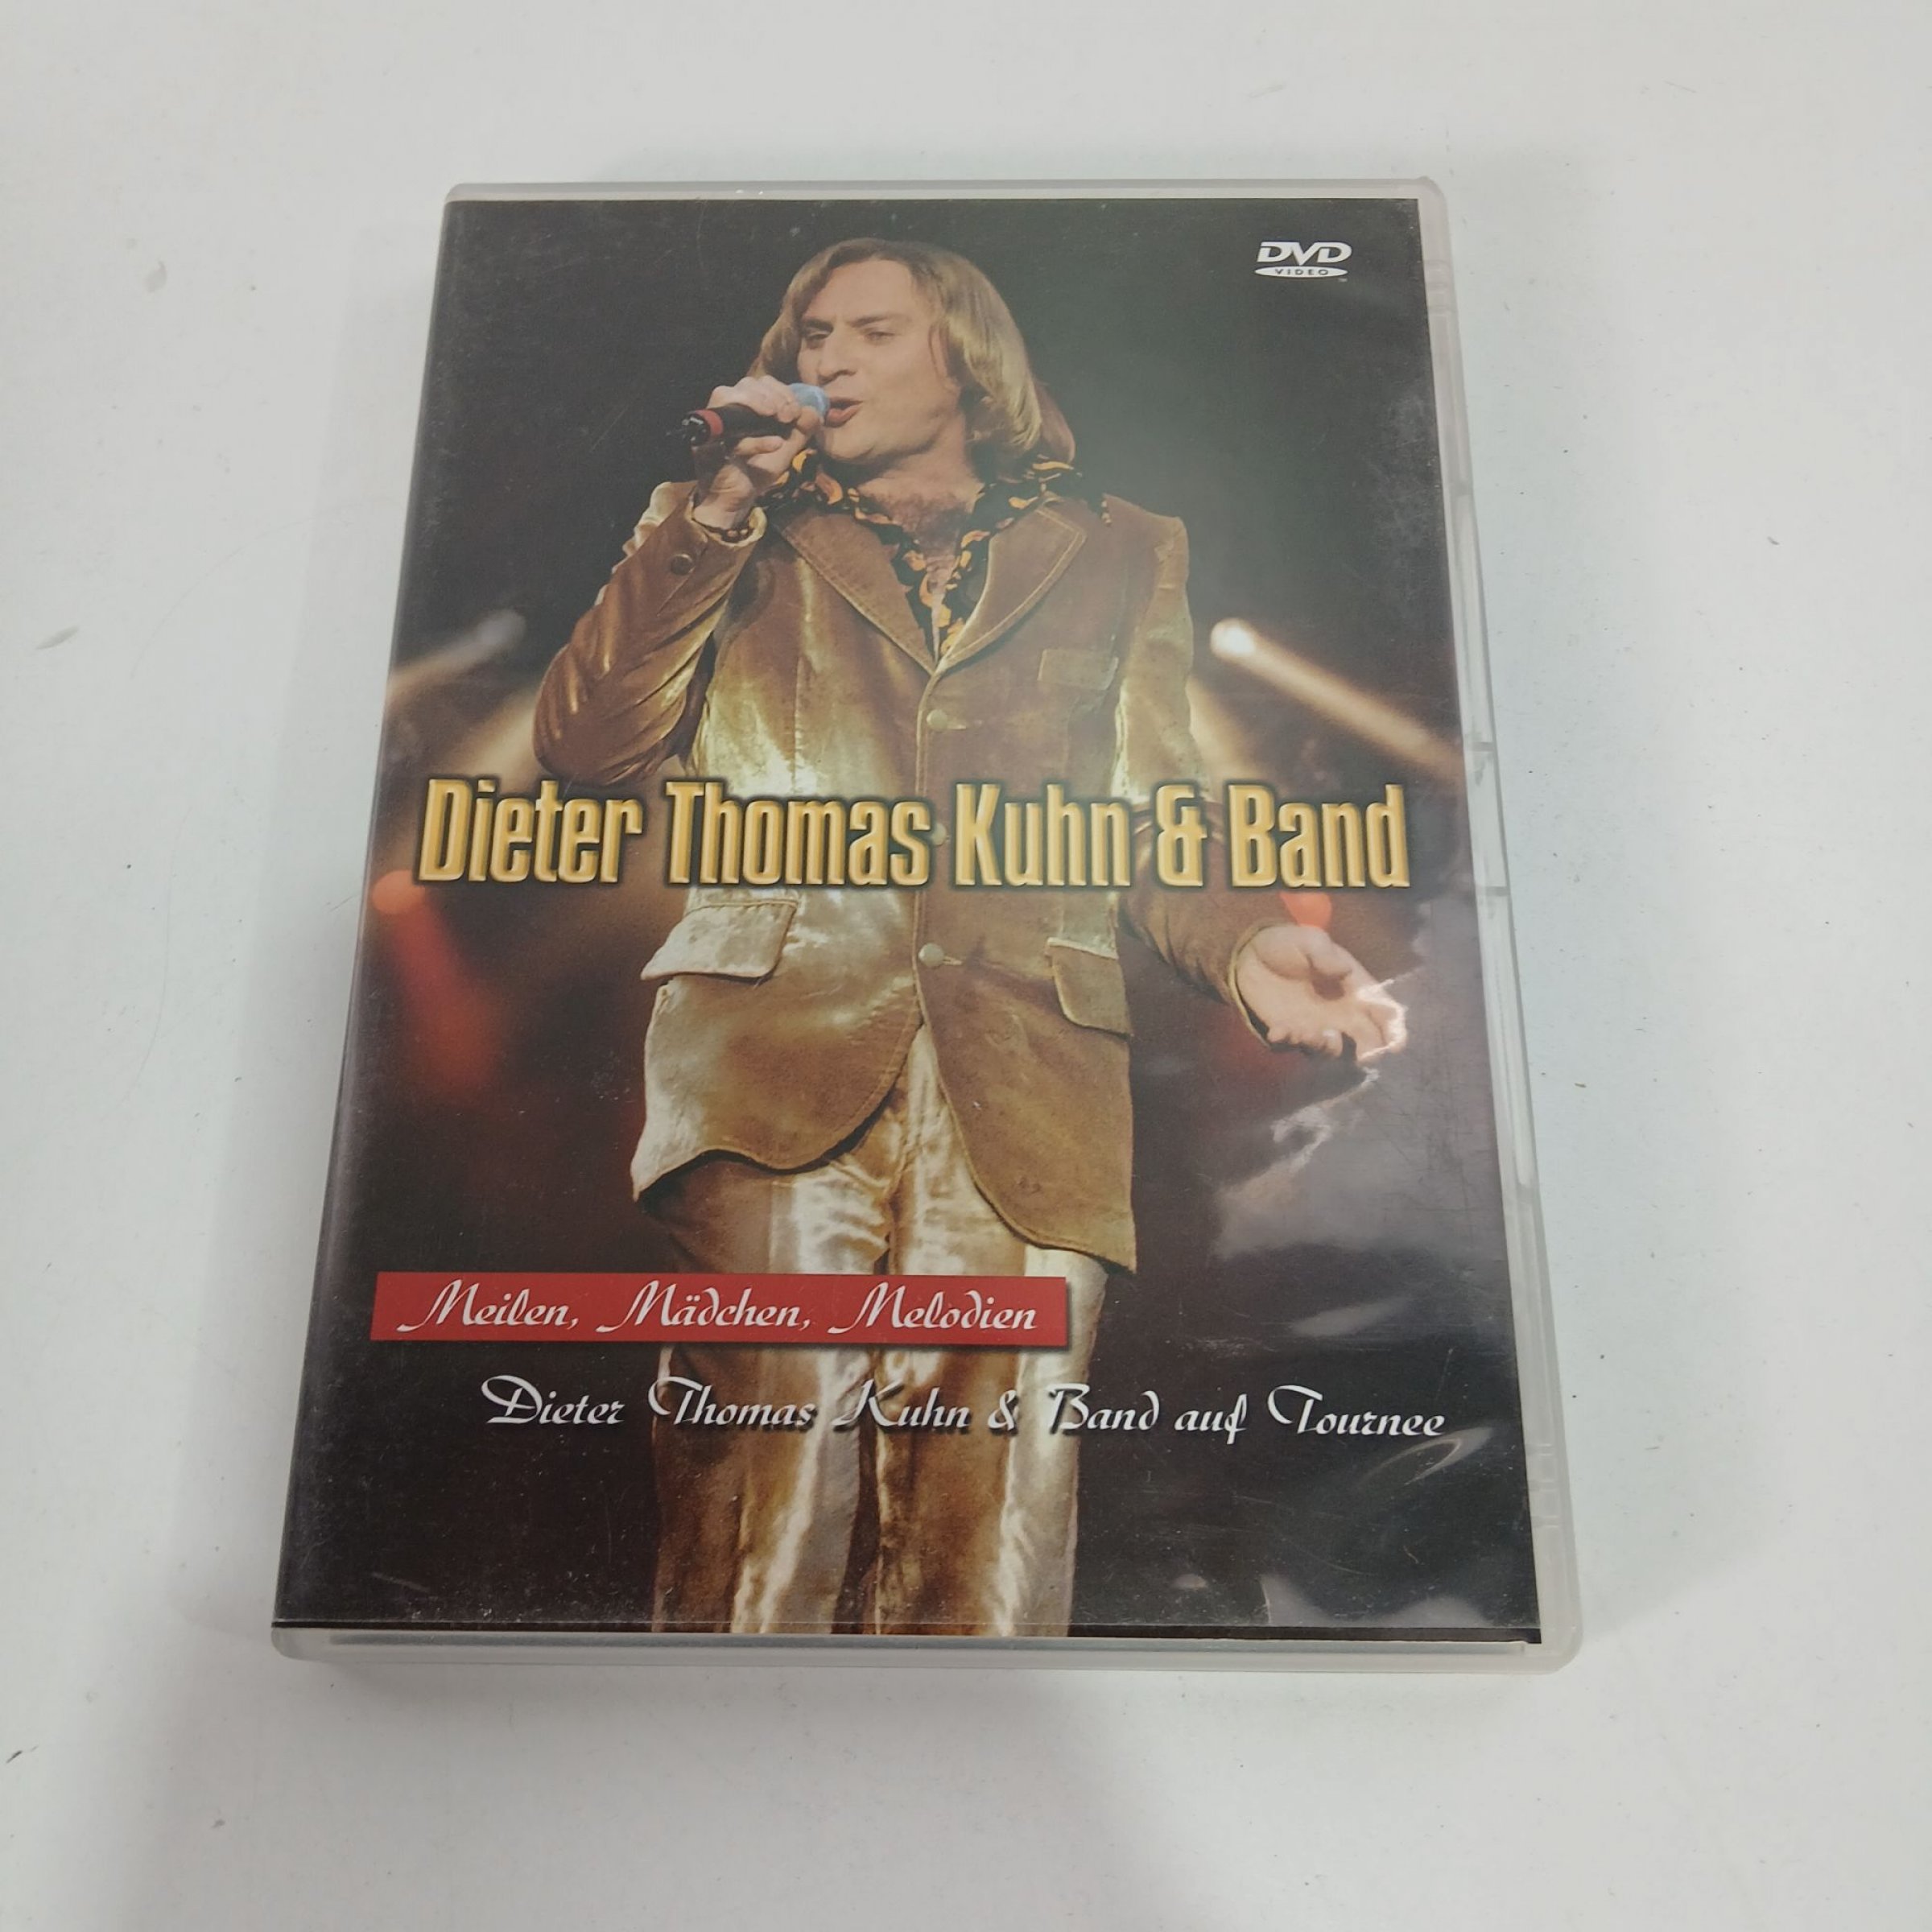 DVD
VIDEO
Dieter Thomas Kuhn & Band
Meilen, Mädchen, Melodien
Dieter Thomas Kuhn & Band auf Tournee